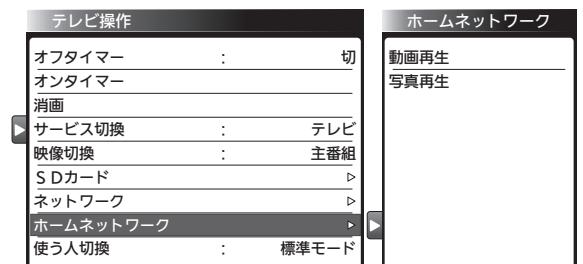 テレビ操作
オフタイマー : 切
オンタイマー
消画
サービス切換 : テレビ
映像切換 : 主番組
SDカード
ネットワーク
ホームネットワーク
使う人切換 : 標準モード
ホームネットワーク
動画再生
写真再生